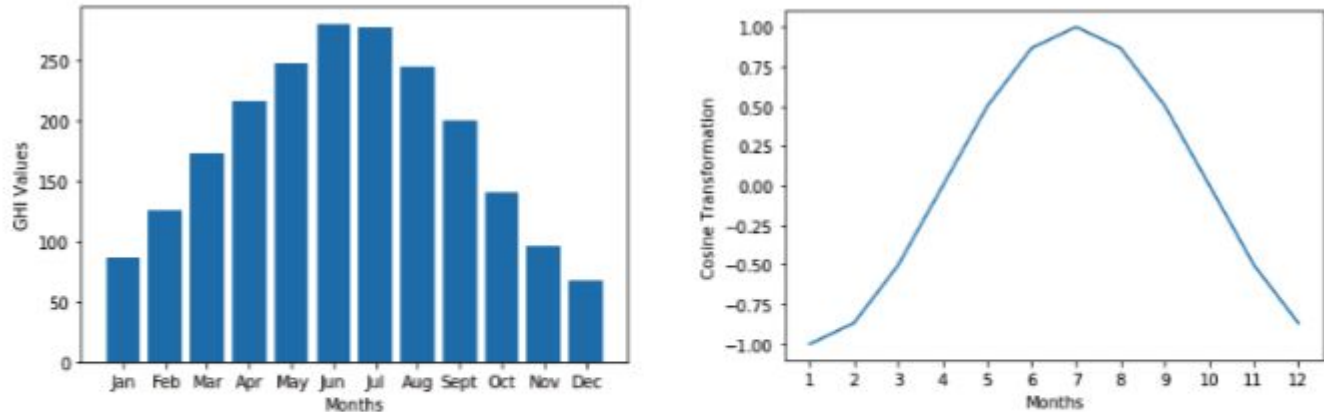 GHI Values
250
200
150
100
50
0
Jan Feb Mar Apr May Jun Jul Aug Sept Oct Nov Dec
Months
Cosine Transformation
1.00
0.75
0.50
0.25
0.00
−0.25
−0.50
−0.75
−1.00
1 2 3 4 5 6 7 8 9 10 11 12
Months